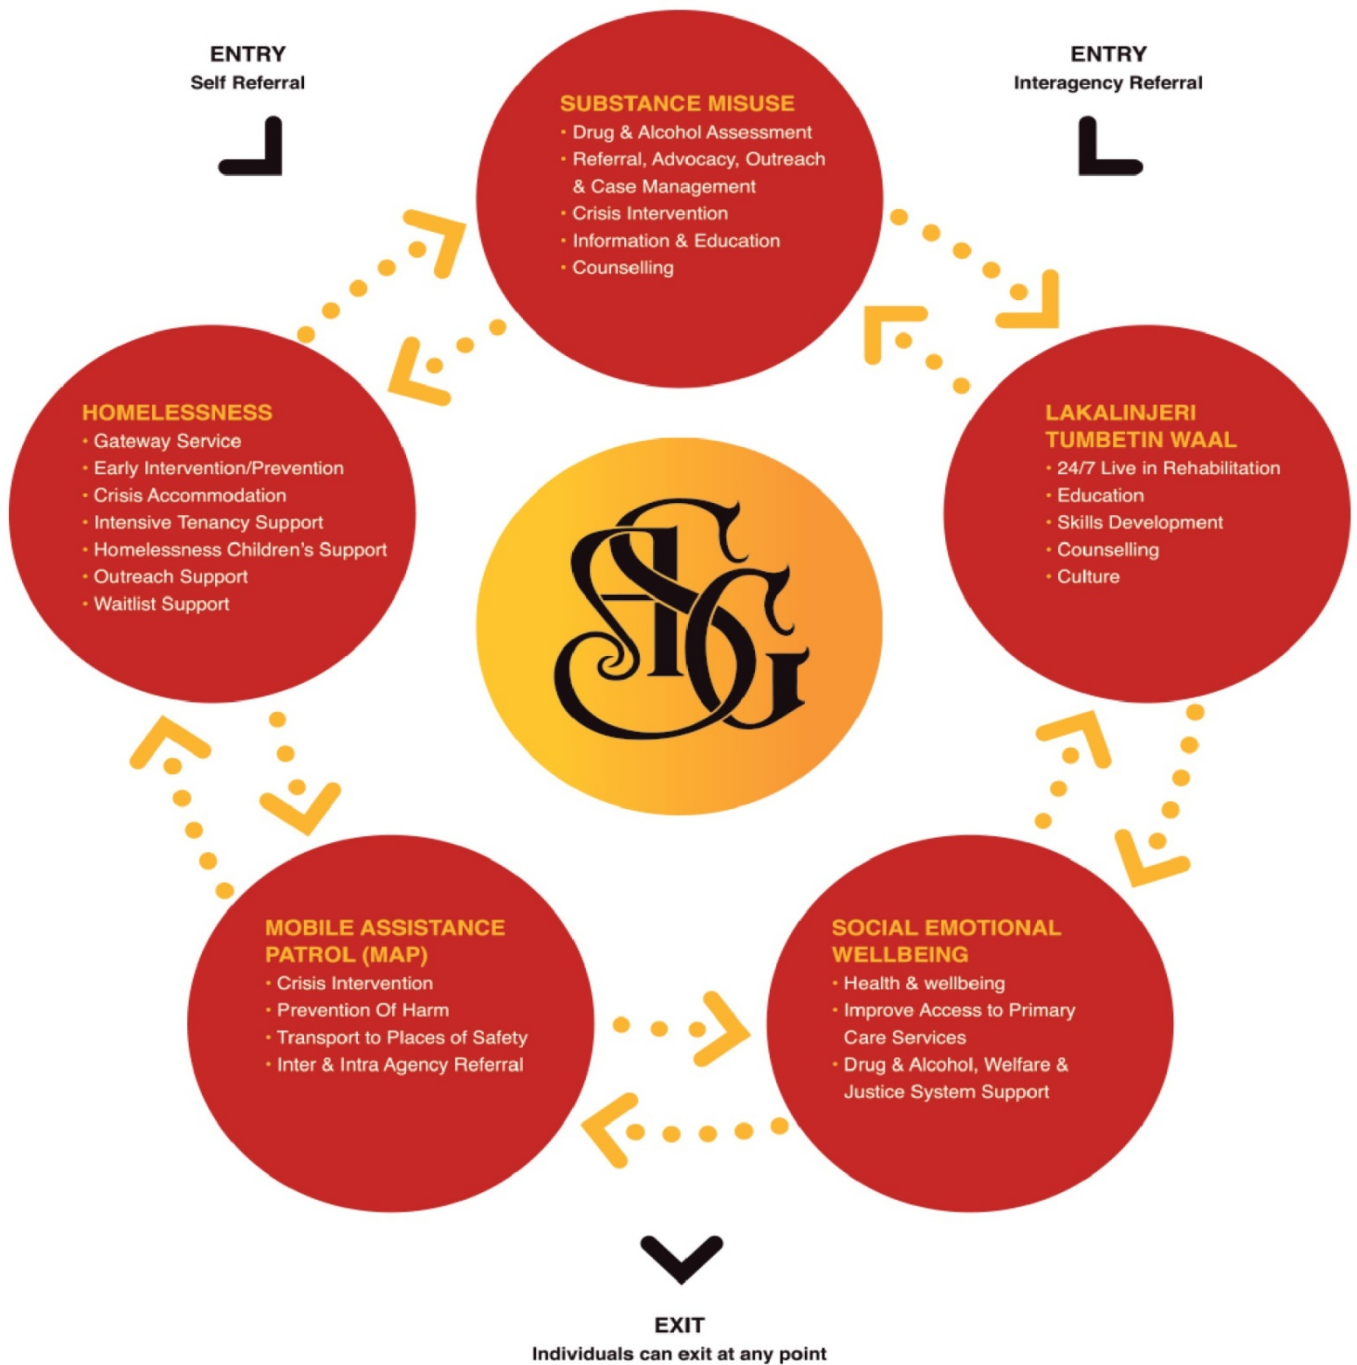 ENTRY
Self Referral
ENTRY
Interagency Referral
SUBSTANCE MISUSE
• Drug & Alcohol Assessment
• Referral, Advocacy, Outreach
& Case Management
• Crisis Intervention
• Information & Education
• Counselling
HOMELESSNESS
• Gateway Service
• Early Intervention/Prevention
• Crisis Accommodation
• Intensive Tenancy Support
• Homelessness Children's Support
• Outreach Support
• Waitlist Support
LAKALINJERI
TUMBETIN WAAL
• 24/7 Live in Rehabilitation
• Education
• Skills Development
• Counselling
• Culture
ASG
MOBILE ASSISTANCE
PATROL (MAP)
• Crisis Intervention
• Prevention Of Harm
• Transport to Places of Safety
• Inter & Intra Agency Referral
SOCIAL EMOTIONAL
WELLBEING
• Health & wellbeing
• Improve Access to Primary
Care Services
• Drug & Alcohol, Welfare &
Justice System Support
EXIT
Individuals can exit at any point